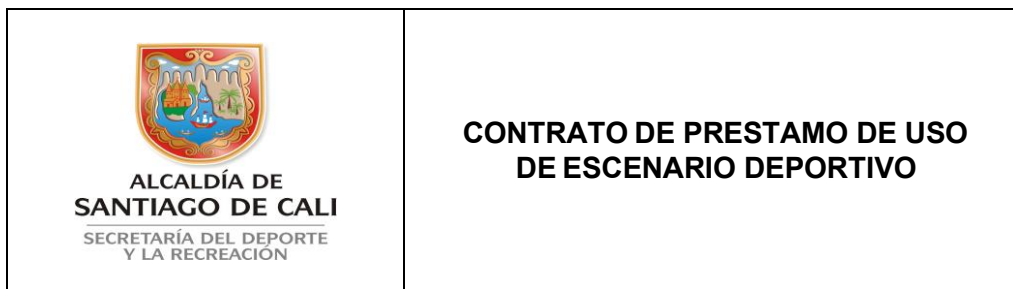 ALCALDÍA DE
SANTIAGO DE CALI
SECRETARÍA DEL DEPORTE
Y LA RECREACIÓN
CONTRATO DE PRESTAMO DE USO
DE ESCENARIO DEPORTIVO